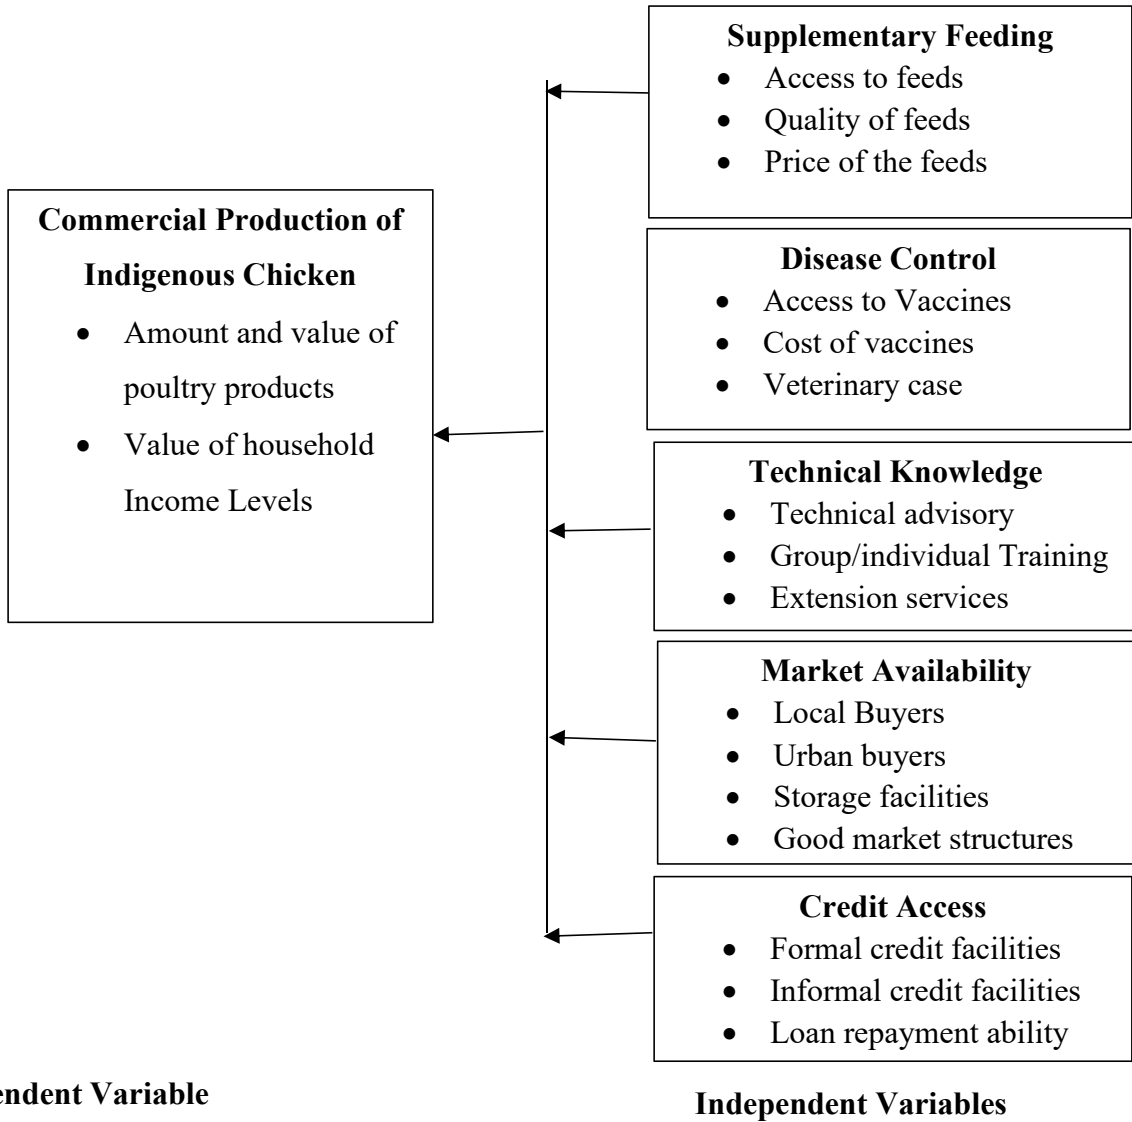 Supplementary Feeding
• Access to feeds
• Quality of feeds
• Price of the feeds
Commercial Production of
Indigenous Chicken
• Amount and value of
poultry products
• Value of household
Income Levels
Disease Control
• Access to Vaccines
• Cost of vaccines
• Veterinary case
Technical Knowledge
• Technical advisory
• Group/individual Training
• Extension services
Market Availability
• Local Buyers
• Urban buyers
• Storage facilities
• Good market structures
Credit Access
• Formal credit facilities
• Informal credit facilities
• Loan repayment ability
endent Variable
Independent Variables